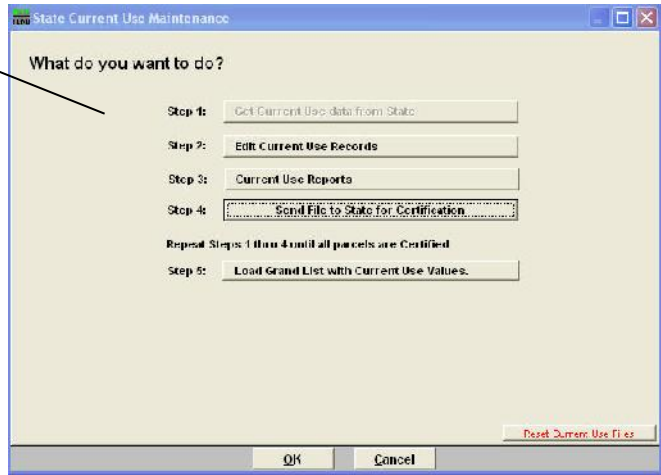 State Current Use Maintenance
What do you want to do?
Step 1: Get Current Use data from State
Step 2: Edit Current Use Records
Step 3: Current Use Reports
Step 4: Send File to State for Certification
Repeat Steps 1 thru 4 until all parcels are Certified
Step 5: Load Grand List with Current Use Values.
Reset Current Use Files
OK Cancel